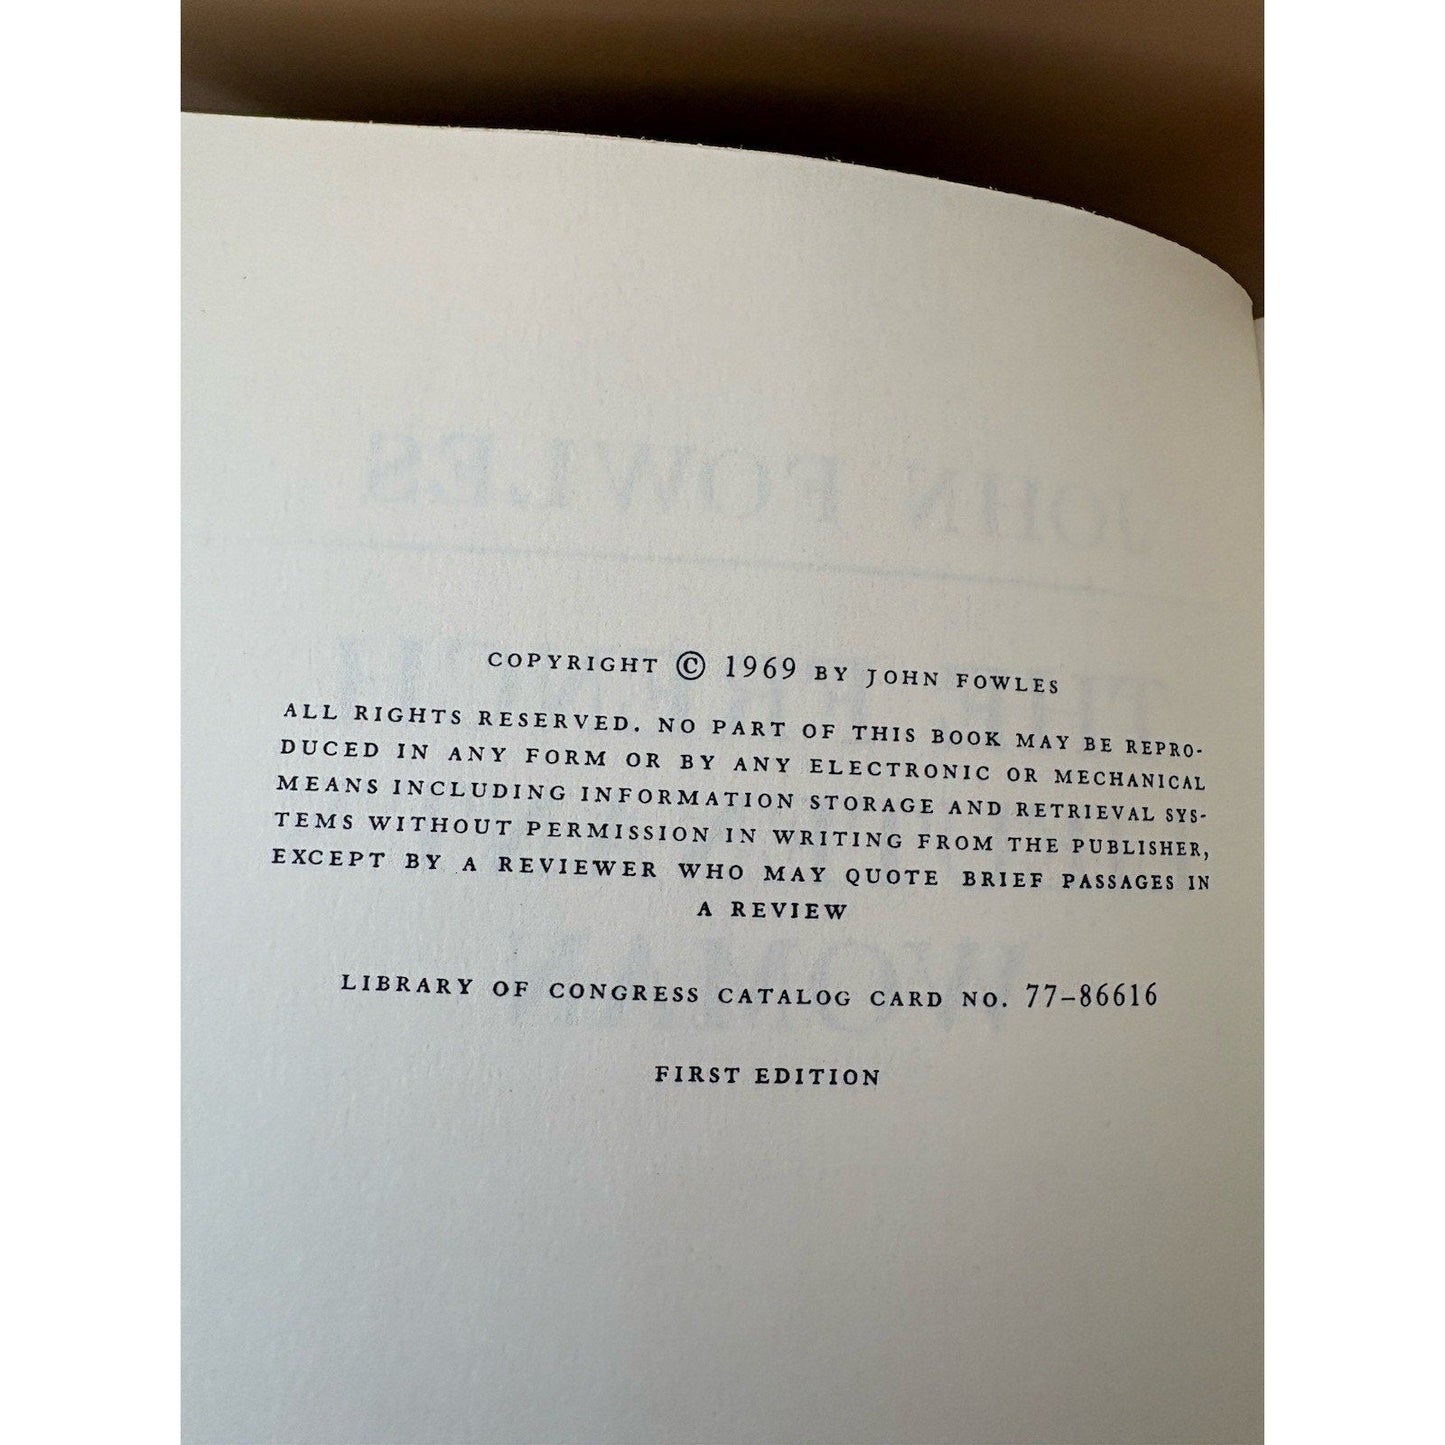 COPYRIGHT © 1969 BY JOHN FOWLES
ALL RIGHTS RESERVED. NO PART OF THIS BOOK MAY BE REPRO-
DUCED IN ANY FORM OR BY ANY ELECTRONIC OR MECHANICAL
MEANS INCLUDING INFORMATION STORAGE AND RETRIEVAL SYS-
TEMS WITHOUT PERMISSION IN WRITING FROM THE PUBLISHER,
EXCEPT BY A REVIEWER WHO MAY QUOTE BRIEF PASSAGES IN
A REVIEW
LIBRARY OF CONGRESS CATALOG CARD NO. 77–86616
FIRST EDITION